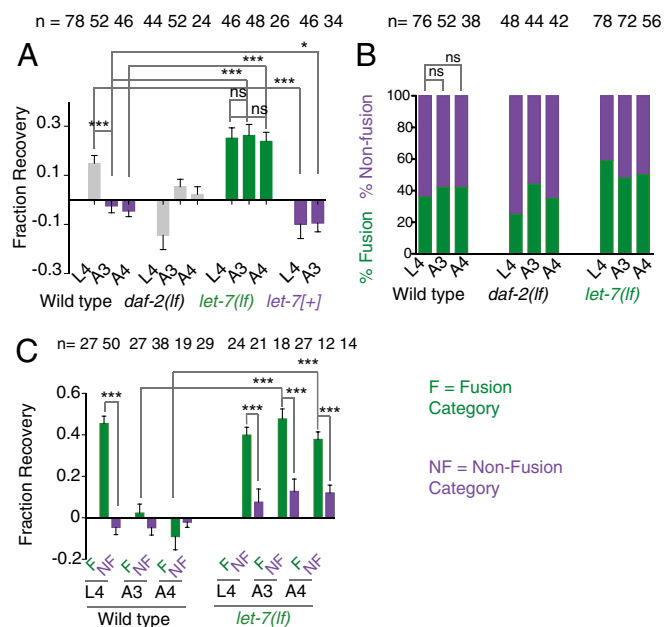 n= 78 52 46 44 52 24 46 48 26 46 34
A
Fraction Recovery
0.3
0.1
-0.1
-0.3
***
***
***
*
***
ns
ns
L4 A3 A4 L4 A3 A4 L4 A3 A4 L4 A3
Wild type daf-2(lf) let-7(lf) let-7[+]
n= 76 52 38 48 44 42 78 72 56
B
% Fusion % Non-fusion
100
80
60
40
20
0
ns
ns
L4 A3 A4 L4 A3 A4 L4 A3 A4
Wild type daf-2(lf) let-7(lf)
C
n= 27 50 27 38 19 29 24 21 18 27 12 14
Fraction Recovery
0.6
0.4
0.2
0
-0.2
***
***
***
***
***
***
F NF F NF F NF F NF F NF F NF
L4 A3 A4 L4 A3 A4
Wild type let-7(lf)
F = Fusion
Category
NF = Non-Fusion
Category